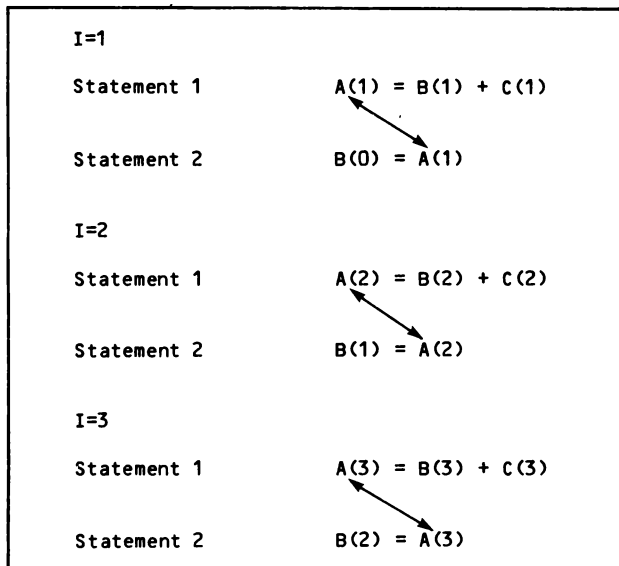 I=1
Statement 1 A(1) = B(1) + C(1)
Statement 2 B(0) = A(1)
I=2
Statement 1 A(2) = B(2) + C(2)
Statement 2 B(1) = A(2)
I=3
Statement 1 A(3) = B(3) + C(3)
Statement 2 B(2) = A(3)